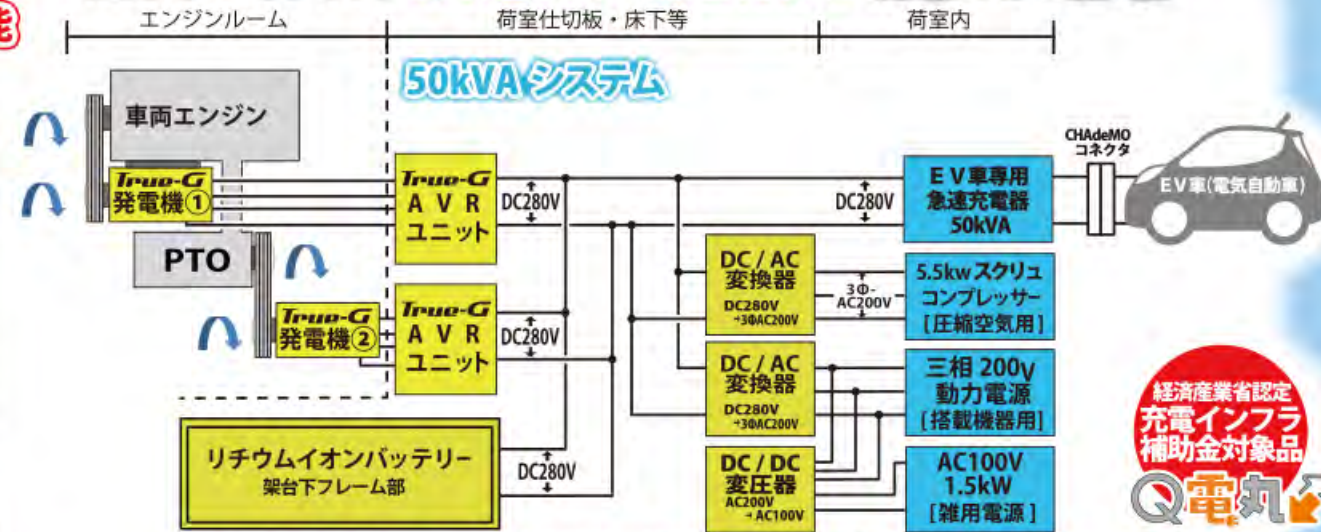 能
エンジンルーム
荷室仕切板・床下等
荷室内
50kVAシステム
車両エンジン
True-G
発電機①
PTO
True-G
発電機②
True-G
AVR
ユニット
DC280V
True-G
AVR
ユニット
DC280V
リチウムイオンバッテリー
架台下フレーム部
DC280V
DC280V
DC/AC
変換器
DC280V
→3ΦAC200V
3Φ-
AC200V
DC/AC
変換器
DC280V
→3ΦAC200V
DC/DC
変圧器
AC200V
→AC100V
EV車専用
急速充電器
50kVA
5.5kwスクリュ
コンプレッサー
[圧縮空気用]
三相200V
動力電源
[搭載機器用]
AC100V
1.5kW
[雑用電源]
CHAdeMO
コネクタ
EV車(電気自動車)
経済産業省認定
充電インフラ
補助金対象品
Q電丸